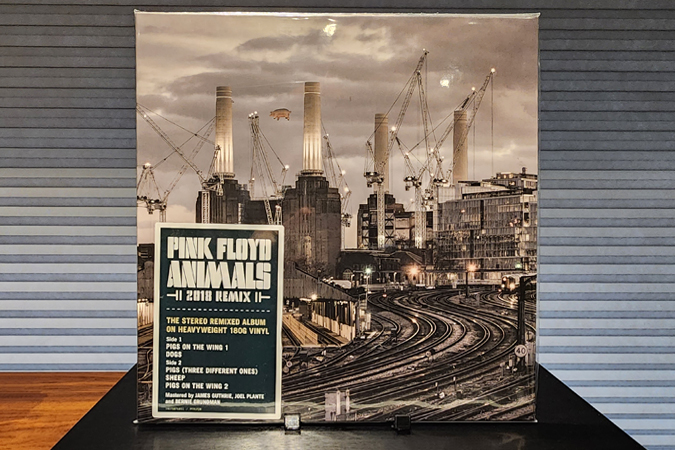 PINK FLOYD
ANIMALS
2018 REMIX
THE STEREO REMIXED ALBUM
ON HEAVYWEIGHT 180G VINYL
Side 1
PIGS ON THE WING 1
DOGS
Side 2
PIGS (THREE DIFFERENT ONES)
SHEEP
PIGS ON THE WING 2
Mastered by JAMES GUTHRIE, JOEL PLANTE
and BERNIE GRUNDMAN